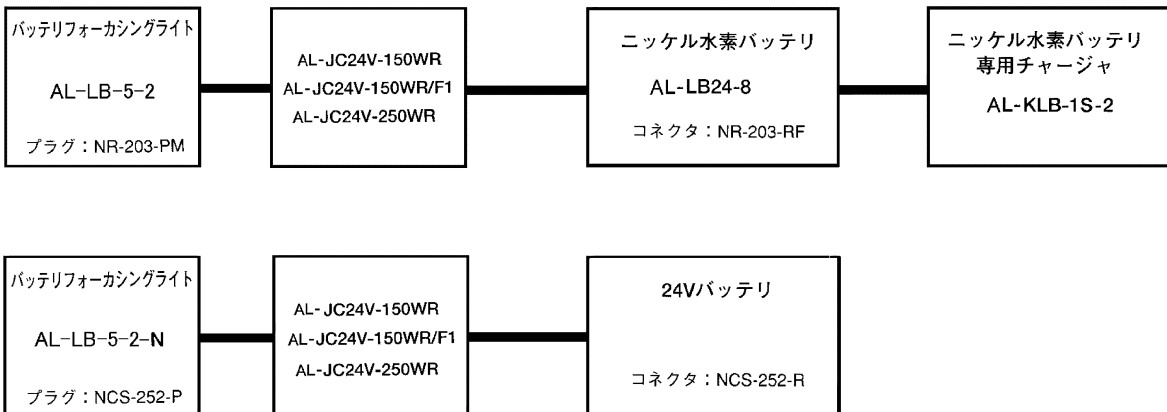 バッテリフォーカシングライト
AL-LB-5-2
プラグ：NR-203-PM
AL-JC24V-150WR
AL-JC24V-150WR/F1
AL-JC24V-250WR
ニッケル水素バッテリ
AL-LB24-8
コネクタ：NR-203-RF
ニッケル水素バッテリ
専用チャージャ
AL-KLB-1S-2
バッテリフォーカシングライト
AL-LB-5-2-N
プラグ：NCS-252-P
AL-JC24V-150WR
AL-JC24V-150WR/F1
AL-JC24V-250WR
24Vバッテリ
コネクタ：NCS-252-R